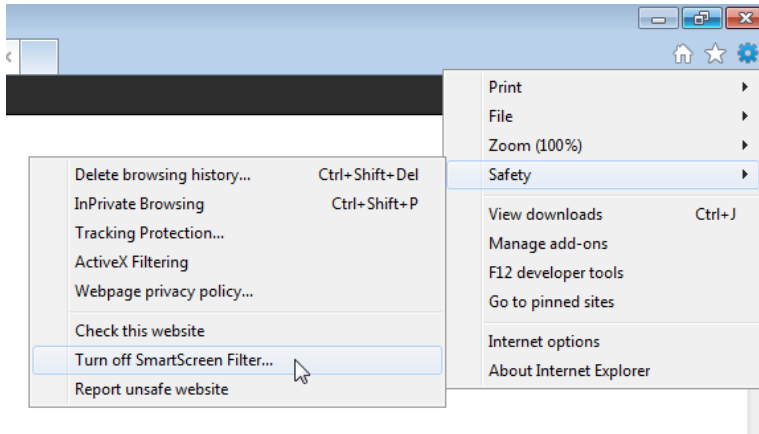 Print
File
Zoom (100%)
Safety
View downloads Ctrl+J
Manage add-ons
F12 developer tools
Go to pinned sites
Internet options
About Internet Explorer
Delete browsing history... Ctrl+Shift+Del
InPrivate Browsing Ctrl+Shift+P
Tracking Protection...
ActiveX Filtering
Webpage privacy policy...
Check this website
Turn off SmartScreen Filter...
Report unsafe website